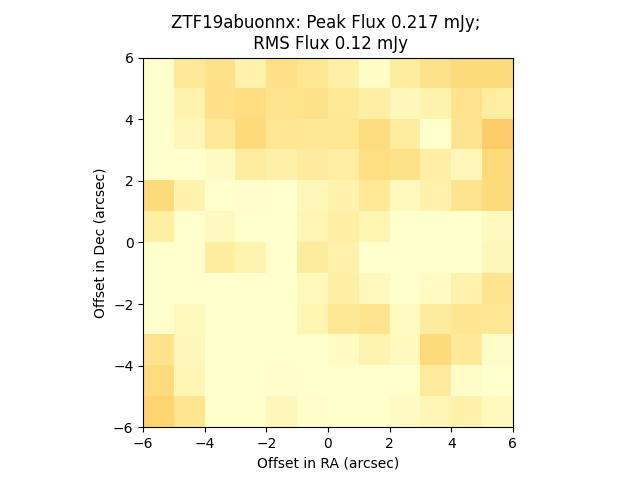 ZTF19abuonnx: Peak Flux 0.217 mJy;
RMS Flux 0.12 mJy
6
4
2
0
−2
−4
−6
Offset in Dec (arcsec)
−6 −4 −2 0 2 4 6
Offset in RA (arcsec)